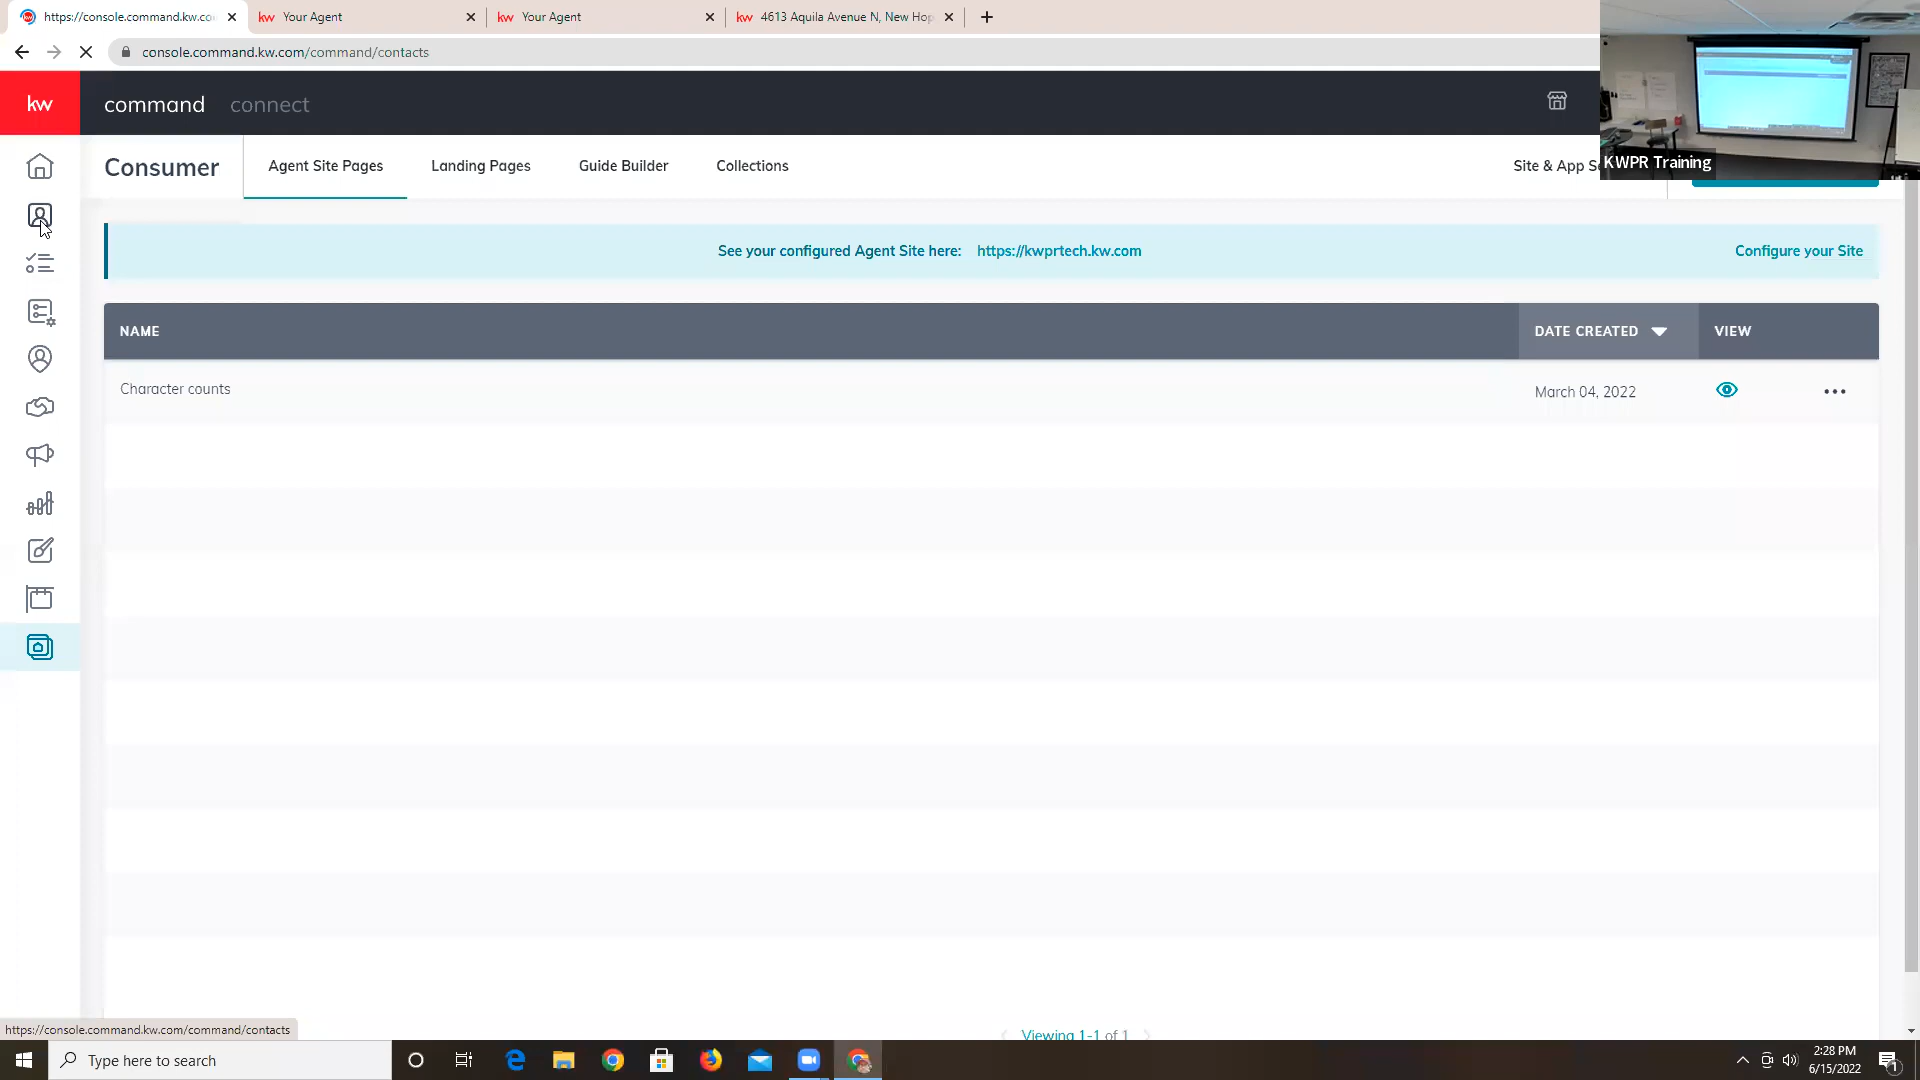 https://console.command.kw.co
kw Your Agent
kw Your Agent
kw 4613 Aquila Avenue N, New Hop
console.command.kw.com/command/contacts
kw
command connect
Consumer
Agent Site Pages
Landing Pages
Guide Builder
Collections
Site & App S
KWPR Training
See your configured Agent Site here: https://kwprtech.kw.com
Configure your Site
NAME
DATE CREATED
VIEW
Character counts
March 04, 2022
Viewing 1-1 of 1
https://console.command.kw.com/command/contacts
Type here to search
2:28 PM
6/15/2022
1